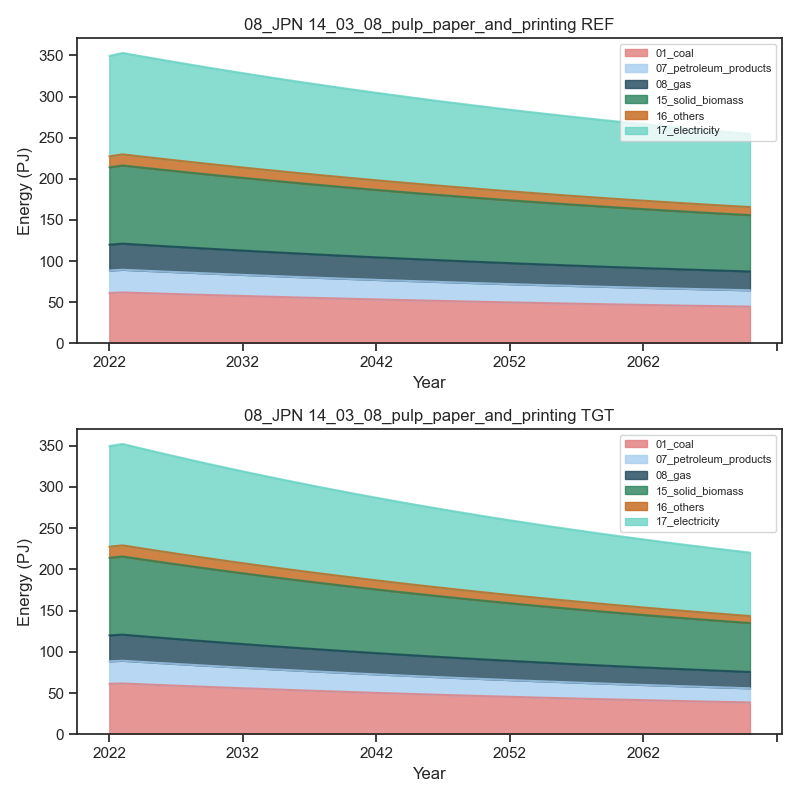 08_JPN 14_03_08_pulp_paper_and_printing REF
350
300
250
200
150
100
50
0
Energy (PJ)
01_coal
07_petroleum_products
08_gas
15_solid_biomass
16_others
17_electricity
2022 2032 2042 2052 2062
Year
08_JPN 14_03_08_pulp_paper_and_printing TGT
350
300
250
200
150
100
50
0
Energy (PJ)
01_coal
07_petroleum_products
08_gas
15_solid_biomass
16_others
17_electricity
2022 2032 2042 2052 2062
Year